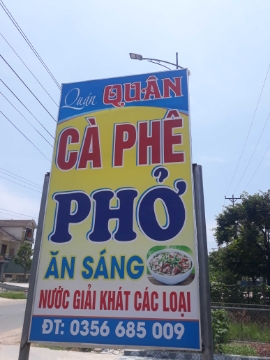 Quán QUÂN
CÀ PHÊ
PHỞ
ĂN SÁNG
NƯỚC GIẢI KHÁT CÁC LOẠI
ĐT: 0356 685 009